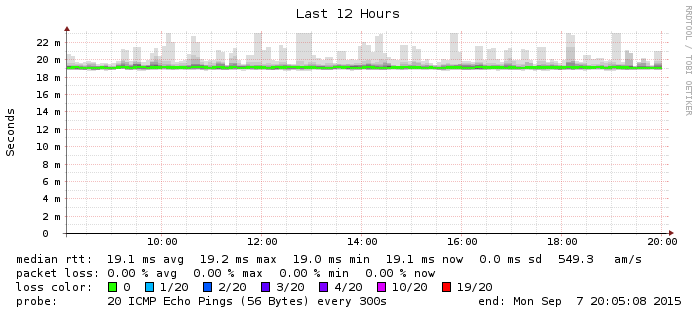 Last 12 Hours
RRDTOOL / TOBI OETIKER
Seconds
22 m
20 m
18 m
16 m
14 m
12 m
10 m
8 m
6 m
4 m
2 m
0
10:00 12:00 14:00 16:00 18:00 20:00
median rtt: 19.1 ms avg 19.2 ms max 19.0 ms min 19.1 ms now 0.0 ms sd 549.3 am/s
packet loss: 0.00 % avg 0.00 % max 0.00 % min 0.00 % now
loss color: 0 1/20 2/20 3/20 4/20 10/20 19/20
probe: 20 ICMP Echo Pings (56 Bytes) every 300s end: Mon Sep 7 20:05:08 2015